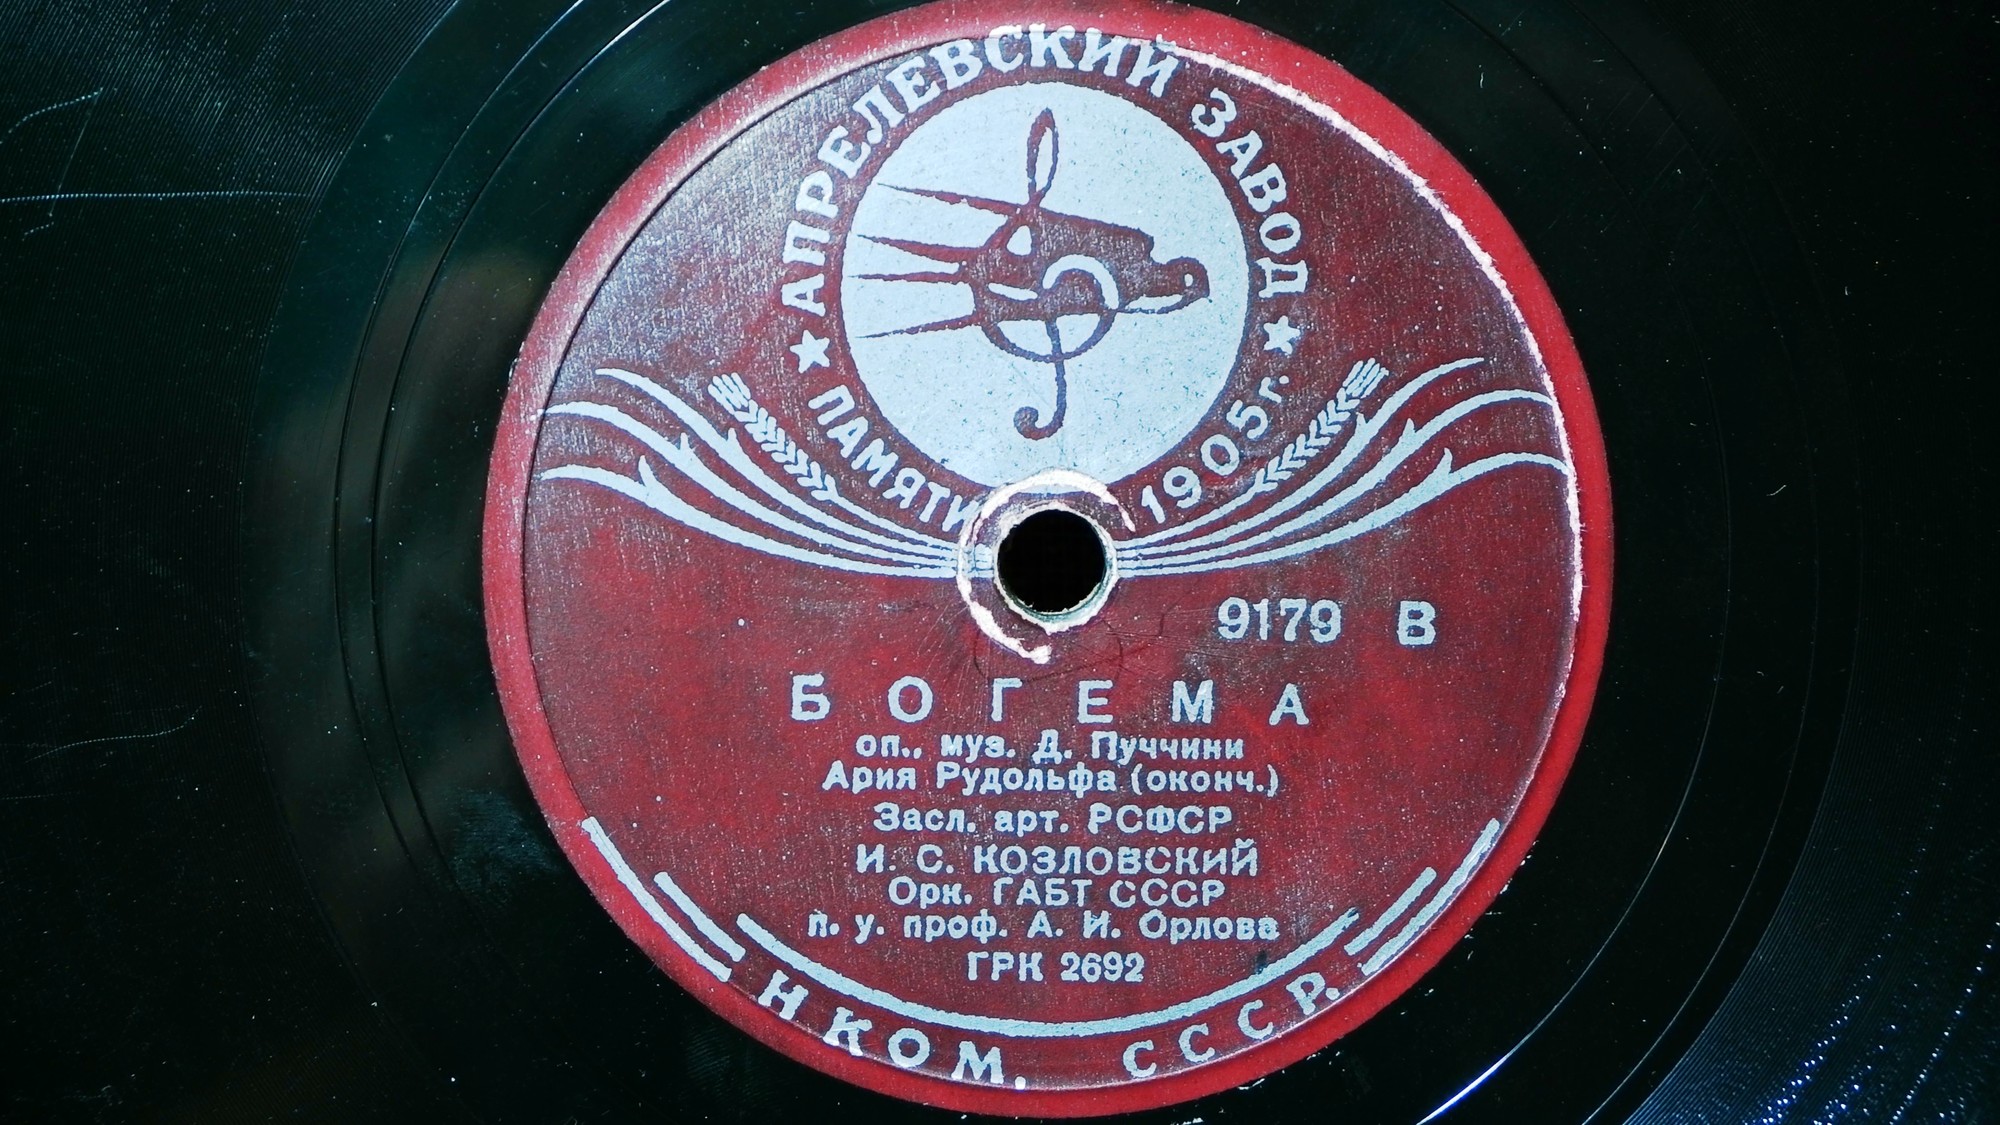 АПРЕЛЕВСКИЙ ЗАВОД
★ ПАМЯТИ 1905 г. ★
9179 В
БОГЕМА
оп., муз. Д. Пуччини
Ария Рудольфа (оконч.)
Засл. арт. РСФСР
И. С. КОЗЛОВСКИЙ
Орк. ГАБТ СССР
п. у. проф. А. И. Орлова
ГРК 2692
НКОМ. СССР.